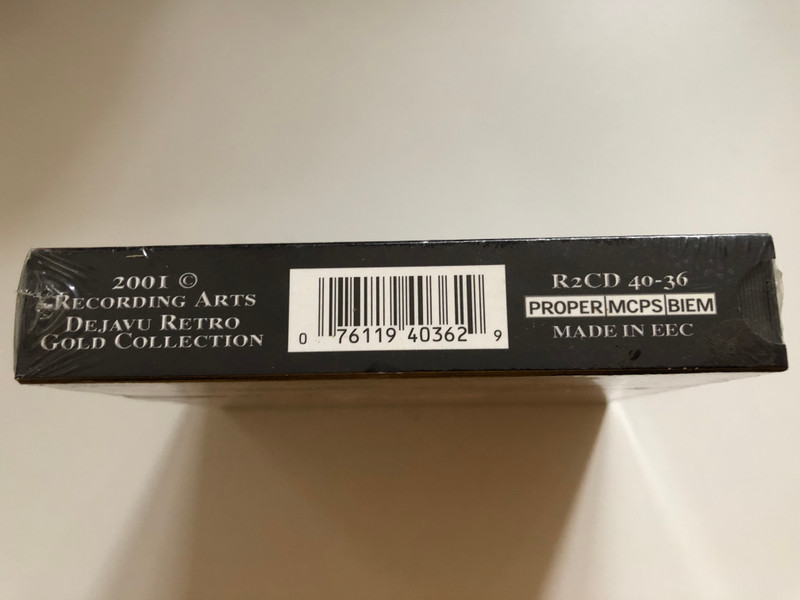 2001 ©
Recording Arts
Dejavu Retro
Gold Collection
0 76119 40362 9
R2CD 40-36
PROPER MCPS BIEM
MADE IN EEC